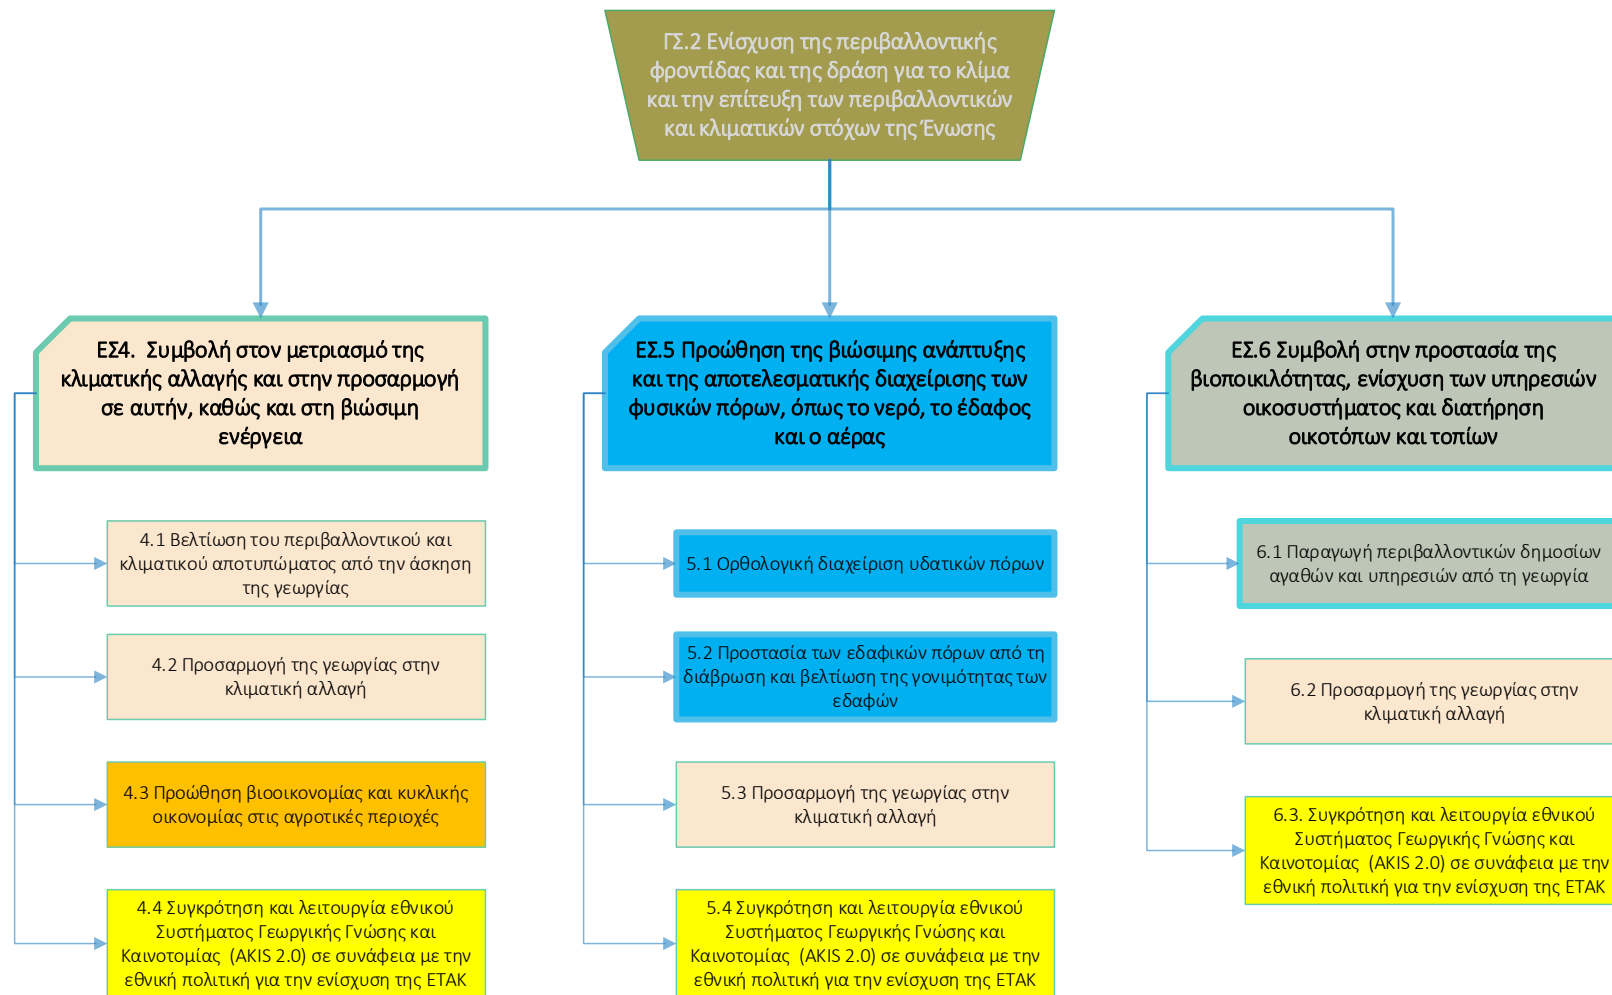 ΓΣ.2 Ενίσχυση της περιβαλλοντικής
φροντίδας και της δράση για το κλίμα
και την επίτευξη των περιβαλλοντικών
και κλιματικών στόχων της Ένωσης
ΕΣ4.  Συμβολή στον μετριασμό της
κλιματικής αλλαγής και στην προσαρμογή
σε αυτήν, καθώς και στη βιώσιμη
ενέργεια
4.1 Βελτίωση του περιβαλλοντικού και
κλιματικού αποτυπώματος από την άσκηση
της γεωργίας
4.2 Προσαρμογή της γεωργίας στην
κλιματική αλλαγή
4.3 Προώθηση βιοοικονομίας και κυκλικής
οικονομίας στις αγροτικές περιοχές
4.4 Συγκρότηση και λειτουργία εθνικού
Συστήματος Γεωργικής Γνώσης και
Καινοτομίας  (AKIS 2.0) σε συνάφεια με την
εθνική πολιτική για την ενίσχυση της ΕΤΑΚ
ΕΣ.5 Προώθηση της βιώσιμης ανάπτυξης
και της αποτελεσματικής διαχείρισης των
φυσικών πόρων, όπως το νερό, το έδαφος
και ο αέρας
5.1 Ορθολογική διαχείριση υδατικών πόρων
5.2 Προστασία των εδαφικών πόρων από τη
διάβρωση και βελτίωση της γονιμότητας των
εδαφών
5.3 Προσαρμογή της γεωργίας στην
κλιματική αλλαγή
5.4 Συγκρότηση και λειτουργία εθνικού
Συστήματος Γεωργικής Γνώσης και
Καινοτομίας  (AKIS 2.0) σε συνάφεια με την
εθνική πολιτική για την ενίσχυση της ΕΤΑΚ
ΕΣ.6 Συμβολή στην προστασία της
βιοποικιλότητας, ενίσχυση των υπηρεσιών
οικοσυστήματος και διατήρηση
οικοτόπων και τοπίων
6.1 Παραγωγή περιβαλλοντικών δημοσίων
αγαθών και υπηρεσιών από τη γεωργία
6.2 Προσαρμογή της γεωργίας στην
κλιματική αλλαγή
6.3. Συγκρότηση και λειτουργία εθνικού
Συστήματος Γεωργικής Γνώσης και
Καινοτομίας  (AKIS 2.0) σε συνάφεια με την
εθνική πολιτική για την ενίσχυση της ΕΤΑΚ